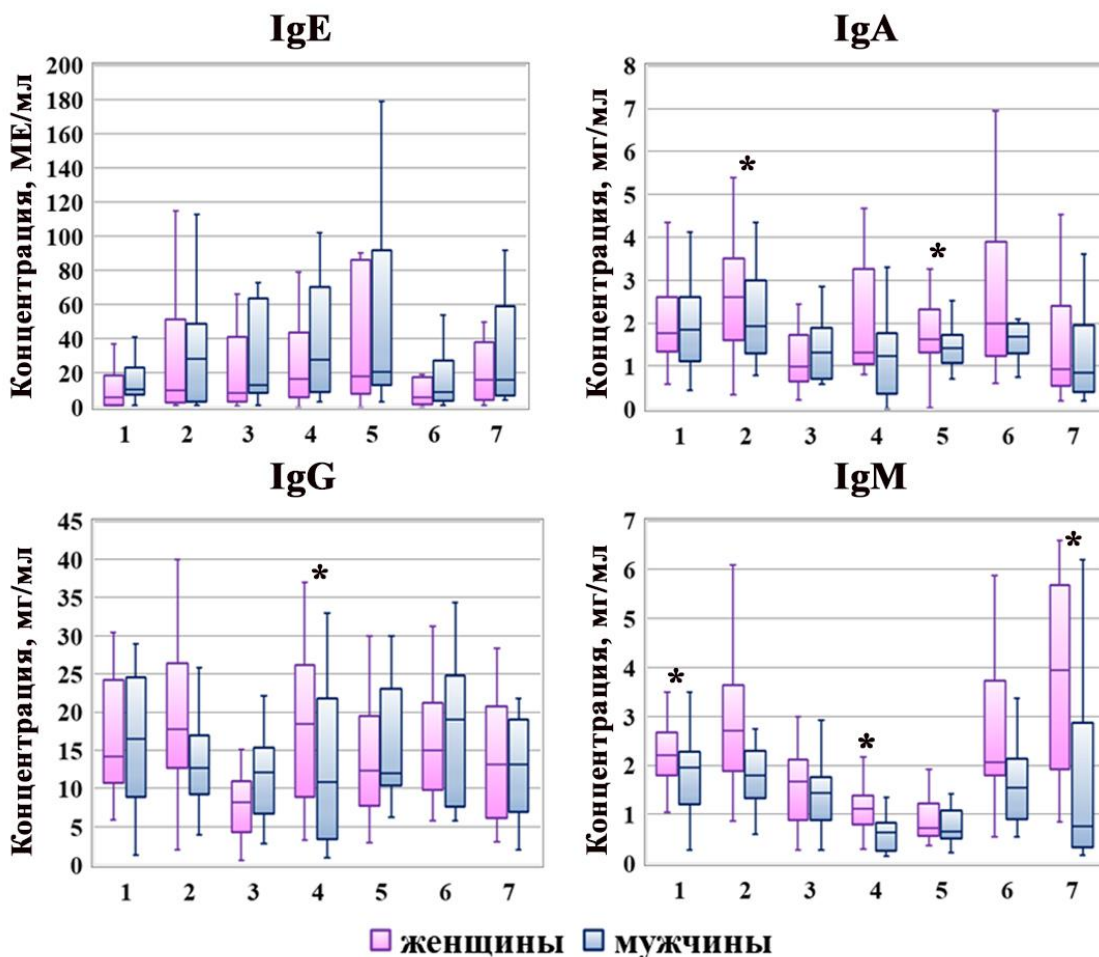 IgE
Концентрация, МЕ/мл
200
180
160
140
120
100
80
60
40
20
0
1 2 3 4 5 6 7
IgA
Концентрация, мг/мл
8
7
6
5
4
3
2
1
0
* *
1 2 3 4 5 6 7
IgG
Концентрация, мг/мл
45
40
35
30
25
20
15
10
5
0
*
1 2 3 4 5 6 7
IgM
Концентрация, мг/мл
7
6
5
4
3
2
1
0
* * *
1 2 3 4 5 6 7
женщины мужчины